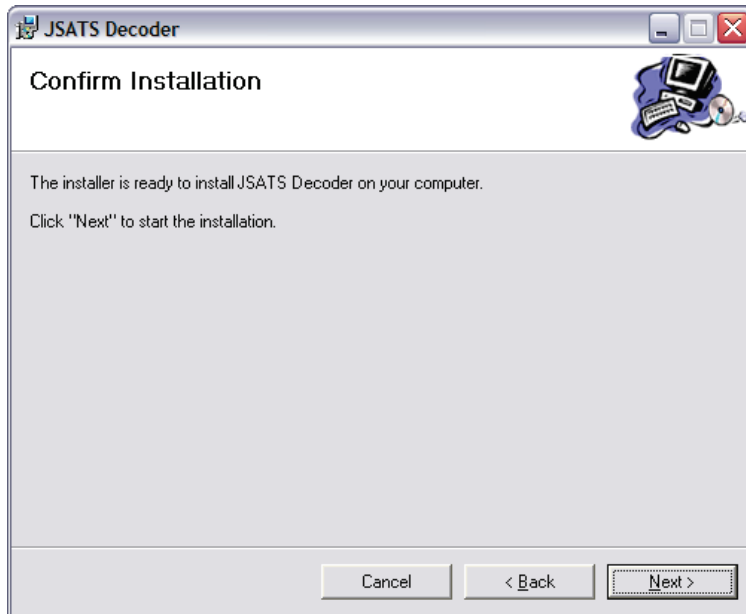 JSATS Decoder
Confirm Installation
The installer is ready to install JSATS Decoder on your computer.
Click "Next" to start the installation.
Cancel
< Back
Next >